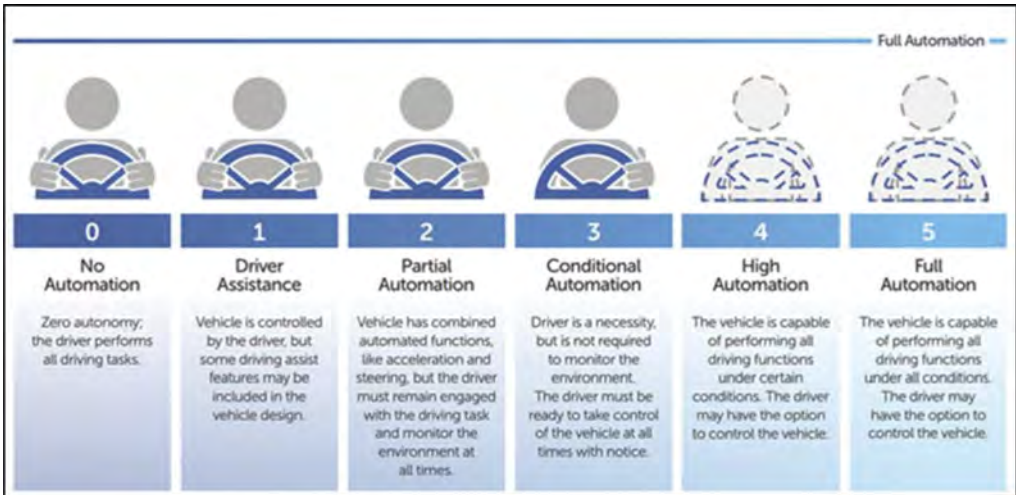 Full Automation
0
1
2
3
4
5
No
Automation
Driver
Assistance
Partial
Automation
Conditional
Automation
High
Automation
Full
Automation
Zero autonomy;
the driver performs
all driving tasks.
Vehicle is controlled
by the driver, but
some driving assist
features may be
included in the
vehicle design.
Vehicle has combined
automated functions,
like acceleration and
steering, but the driver
must remain engaged
with the driving task
and monitor the
environment at
all times.
Driver is a necessity,
but is not required
to monitor the
environment.
The driver must be
ready to take control
of the vehicle at all
times with notice.
The vehicle is capable
of performing all
driving functions
under certain
conditions. The driver
may have the option
to control the vehicle.
The vehicle is capable
of performing all
driving functions
under all conditions.
The driver may
have the option to
control the vehicle.